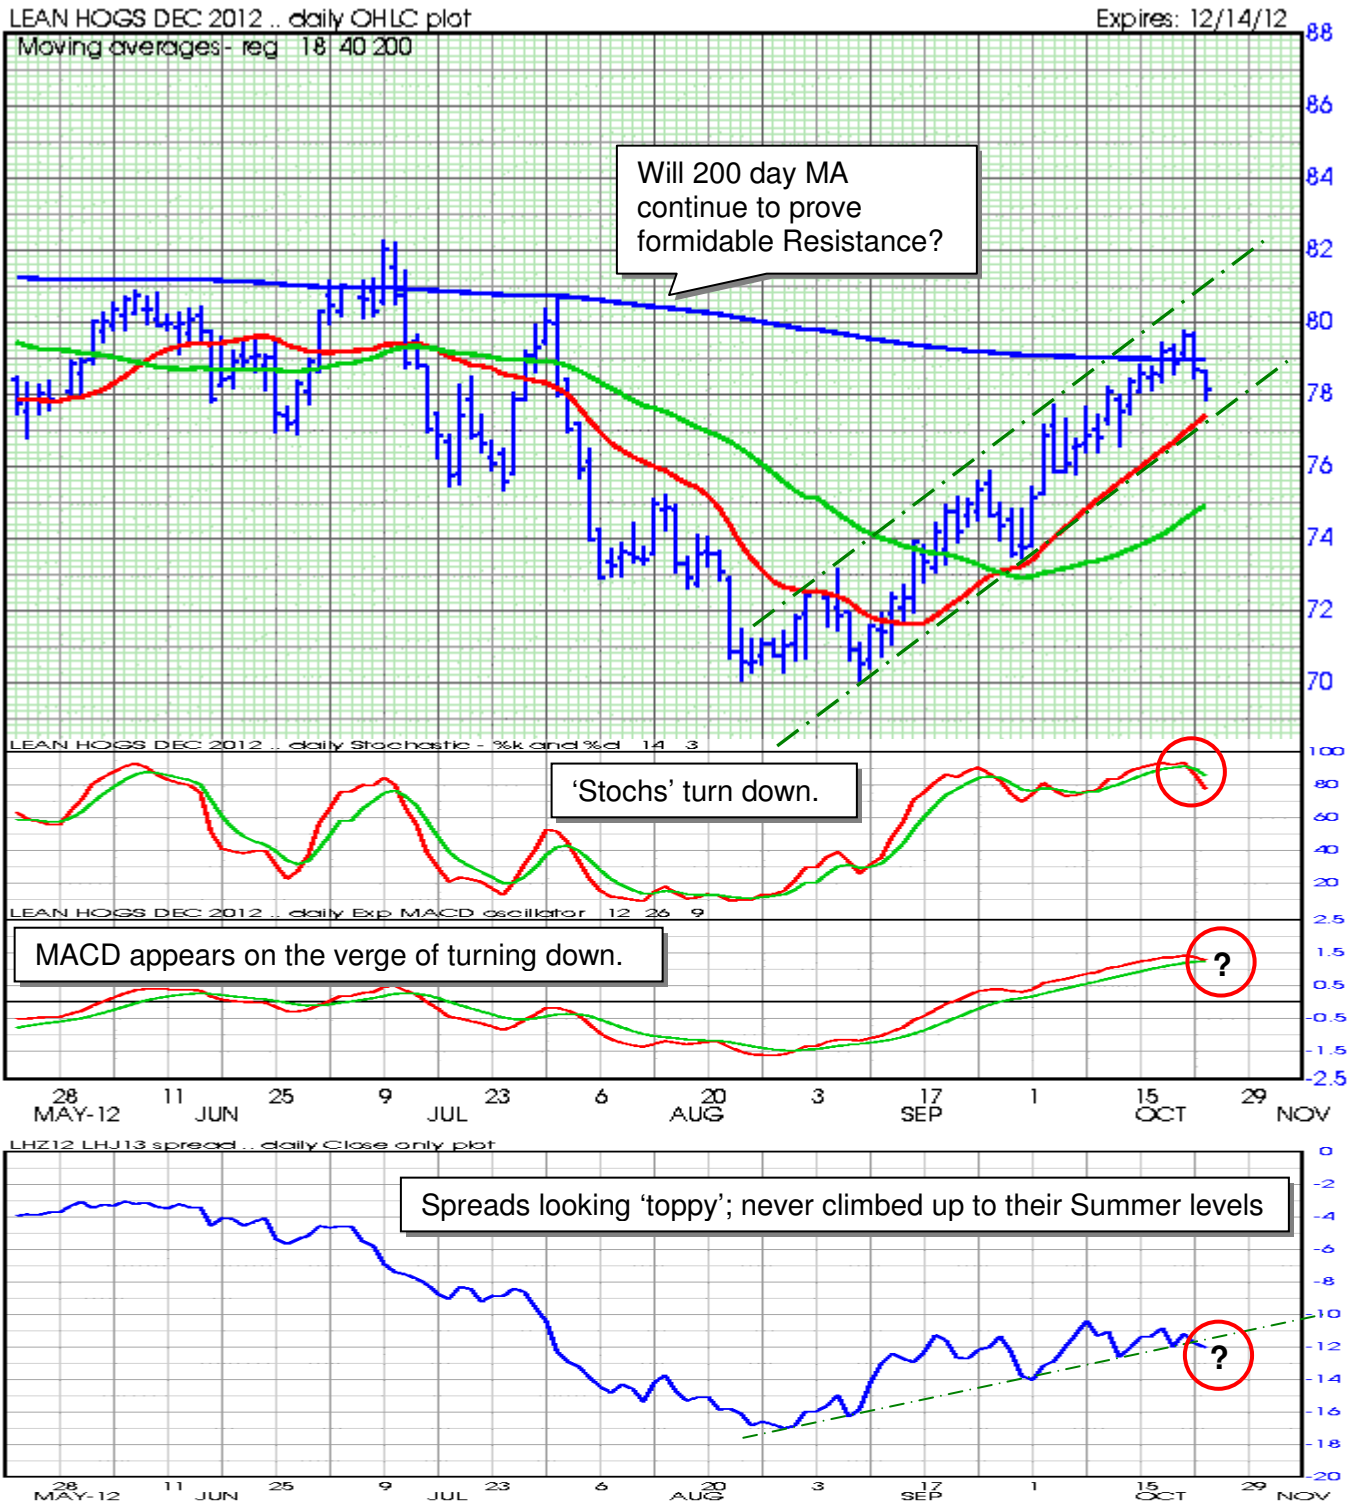 LEAN HOGS DEC 2012 .. daily OHLC plot Expires: 12/14/12
Moving averages- reg 18 40 200
88
86
84
82
80
78
76
74
72
70
Will 200 day MA
continue to prove
formidable Resistance?
LEAN HOGS DEC 2012 .. daily Stochastic - %k and %d 14 3
100
80
60
40
20
‘Stochs’ turn down.
LEAN HOGS DEC 2012 .. daily Exp MACD oscillator 12 26 9
2.5
1.5
0.5
-0.5
-1.5
-2.5
MACD appears on the verge of turning down.
?
28 11 25 9 23 6 20 3 17 1 15 29
MAY-12 JUN JUL AUG SEP OCT NOV
LHZ12 LHJ13 spread .. daily Close only plot
0
-2
-4
-6
-8
-10
-12
-14
-16
-18
-20
Spreads looking ‘toppy’; never climbed up to their Summer levels
?
28 11 25 9 23 6 20 3 17 1 15 29
MAY-12 JUN JUL AUG SEP OCT NOV